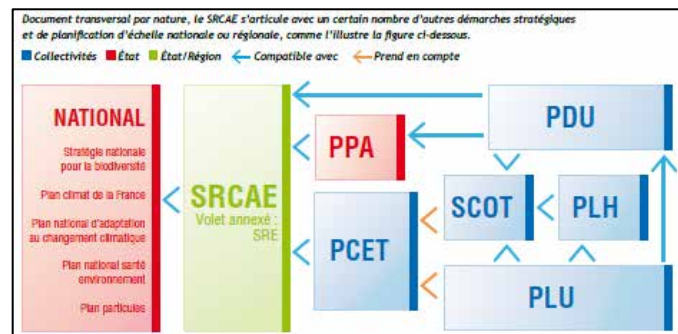 Document transversal par nature, le SRCAE s'articule avec un certain nombre d'autres démarches stratégiques
et de planification d'échelle nationale ou régionale, comme l'illustre la figure ci-dessous.
Collectivités État État/Région Compatible avec Prend en compte
NATIONAL
Stratégie nationale
pour la biodiversité
Plan climat de la France
Plan national d'adaptation
au changement climatique
Plan national santé
environnement
Plan particules
SRCAE
Volet annexé :
SRE
PPA
PCET
PDU
SCOT
PLH
PLU